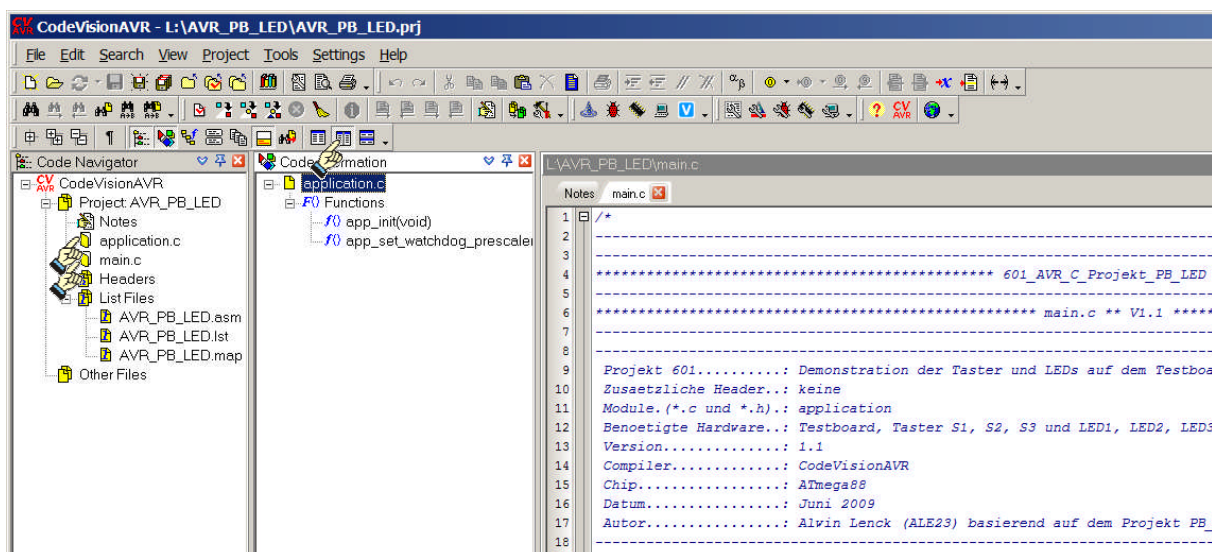 CodeVisionAVR - L:\AVR_PB_LED\AVR_PB_LED.prj
File Edit Search View Project Tools Settings Help
Code Navigator
CodeVisionAVR
Project: AVR_PB_LED
Notes
application.c
main.c
Headers
List Files
AVR_PB_LED.asm
AVR_PB_LED.lst
AVR_PB_LED.map
Other Files
application.c
Functions
app_init(void)
app_set_watchdog_prescaler
L:\AVR_PB_LED\main.c
Notes main.c
1 /*
2 --------------------------------------------------------------------------
3 --------------------------------------------------------------------------
4 *********************************************** 601_AVR_C_Projekt_PB_LED
5 --------------------------------------------------------------------------
6 **************************************************** main.c ** V1.1 *****
7 --------------------------------------------------------------------------
8 --------------------------------------------------------------------------
9 Projekt 601..........: Demonstration der Taster und LEDs auf dem Testboa
10 Zusaetzliche Header..: keine
11 Module.(*.c und *.h).: application
12 Benoetigte Hardware..: Testboard, Taster S1, S2, S3 und LED1, LED2, LED3
13 Version..............: 1.1
14 Compiler.............: CodeVisionAVR
15 Chip.................: ATmega88
16 Datum................: Juni 2009
17 Autor................: Alvin Lenck (ALE23) basierend auf dem Projekt PB_
18 --------------------------------------------------------------------------